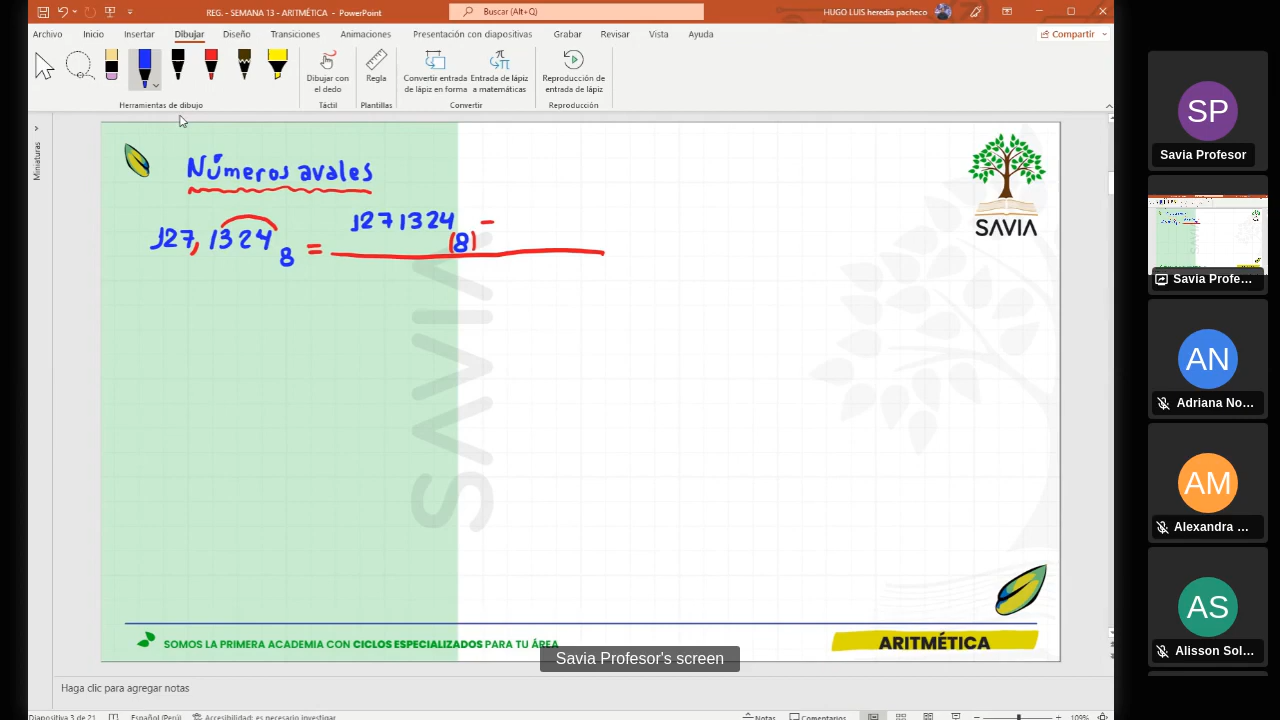 REG. - SEMANA 13 - ARITMÉTICA - PowerPoint
Buscar (Alt+Q)
HUGO LUIS heredia pacheco
Archivo Inicio Insertar Dibujar Diseño Transiciones Animaciones Presentación con diapositivas Grabar Revisar Vista Ayuda
Compartir
Dibujar con el dedo
Regla
Convertir entrada de lápiz en forma
Entrada de lápiz a matemáticas
Reproducción de entrada de lápiz
Herramientas de dibujo
Táctil
Plantillas
Convertir
Reproducción
Miniaturas
Números avales
127, 1324 8 = 1271324 (8) -
SAVIA
SAVIA
SOMOS LA PRIMERA ACADEMIA CON CICLOS ESPECIALIZADOS PARA TU ÁREA
ARITMÉTICA
Savia Profesor's screen
Haga clic para agregar notas
Diapositiva 3 de 21
Español (Perú)
Accesibilidad: es necesario investigar
Notas
Comentarios
109%
SP
Savia Profesor
Savia Profe...
AN
Adriana No...
AM
Alexandra ...
AS
Alisson Sol...